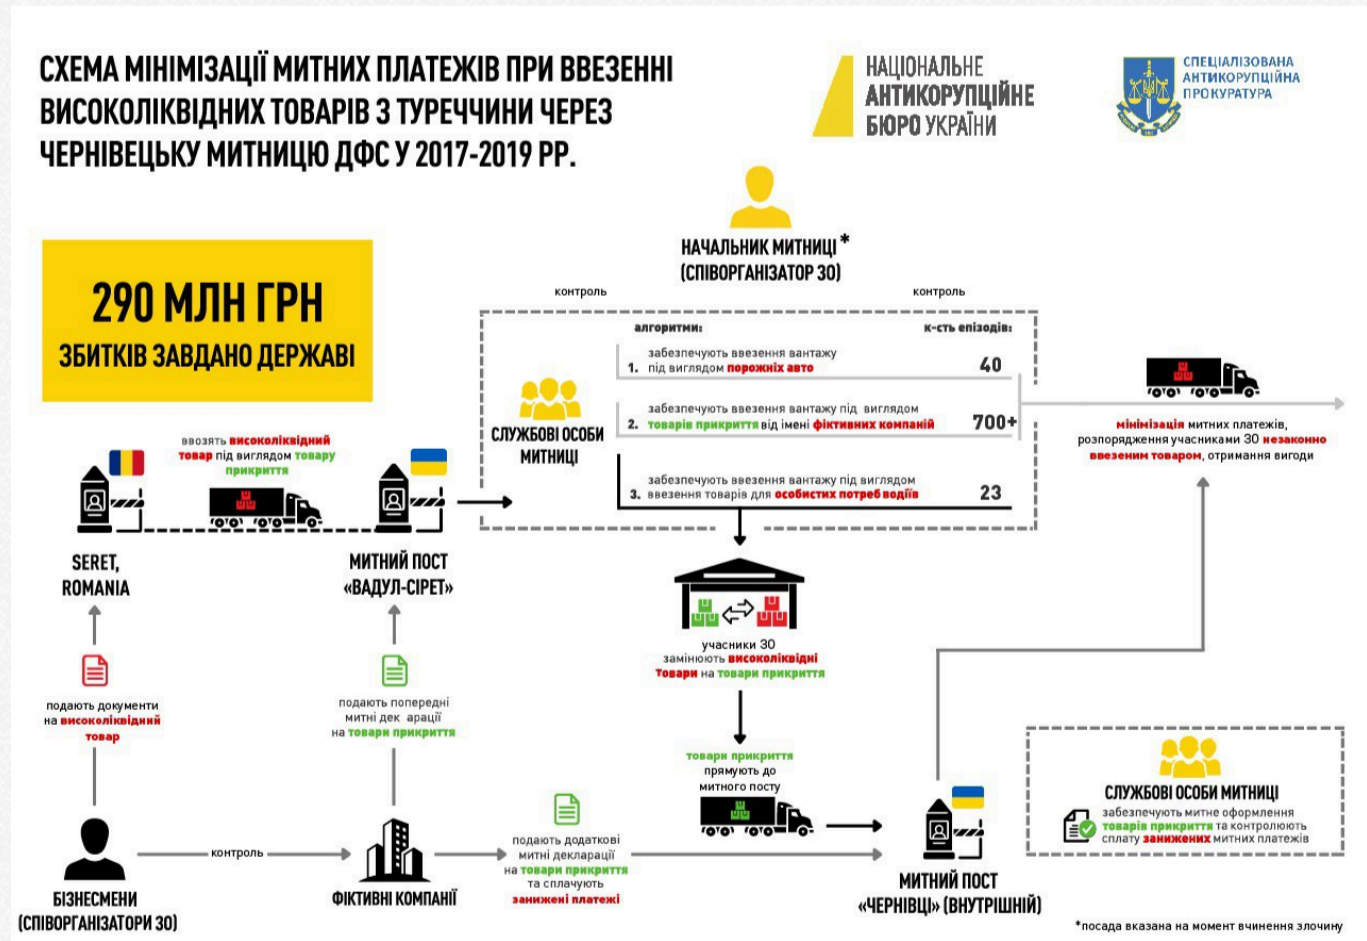 СХЕМА МІНІМІЗАЦІЇ МИТНИХ ПЛАТЕЖІВ ПРИ ВВЕЗЕННІ
ВИСОКОЛІКВІДНИХ ТОВАРІВ З ТУРЕЧЧИНИ ЧЕРЕЗ
ЧЕРНІВЕЦЬКУ МИТНИЦЮ ДФС У 2017-2019 РР.
НАЦІОНАЛЬНЕ
АНТИКОРУПЦІЙНЕ
БЮРО УКРАЇНИ
СПЕЦІАЛІЗОВАНА
АНТИКОРУПЦІЙНА
ПРОКУРАТУРА
290 МЛН ГРН
ЗБИТКІВ ЗАВДАНО ДЕРЖАВІ
НАЧАЛЬНИК МИТНИЦІ*
(СПІВОРГАНІЗАТОР ЗО)
контроль
контроль
алгоритми:
к-сть епізодів:
СЛУЖБОВІ ОСОБИ
МИТНИЦІ
забезпечують ввезення вантажу
1. під виглядом порожніх авто
40
забезпечують ввезення вантажу під виглядом
2. товарів прикриття від імені фіктивних компаній
700+
забезпечують ввезення вантажу під виглядом
3. ввезення товарів для особистих потреб водіїв
23
мінімізація митних платежів,
розпорядження учасниками ЗО незаконно
ввезеним товаром, отримання вигоди
ввозять високоліквідний
товар під виглядом товару
прикриття
SERET,
ROMANIA
МИТНИЙ ПОСТ
«ВАДУЛ-СІРЕТ»
учасники ЗО
замінюють високоліквідні
товари на товари прикриття
подають документи
на високоліквідний
товар
подають попередні
митні дек арації
на товари прикриття
товари прикриття
прямують до
митного посту
БІЗНЕСМЕНИ
(СПІВОРГАНІЗАТОРИ ЗО)
контроль
ФІКТИВНІ КОМПАНІЇ
подають додаткові
митні декларації
на товари прикриття
та сплачують
занижені платежі
МИТНИЙ ПОСТ
«ЧЕРНІВЦІ» (ВНУТРІШНІЙ)
СЛУЖБОВІ ОСОБИ МИТНИЦІ
забезпечують митне оформлення
товарів прикриття та контролюють
сплату занижених митних платежів
*посада вказана на момент вчинення злочину